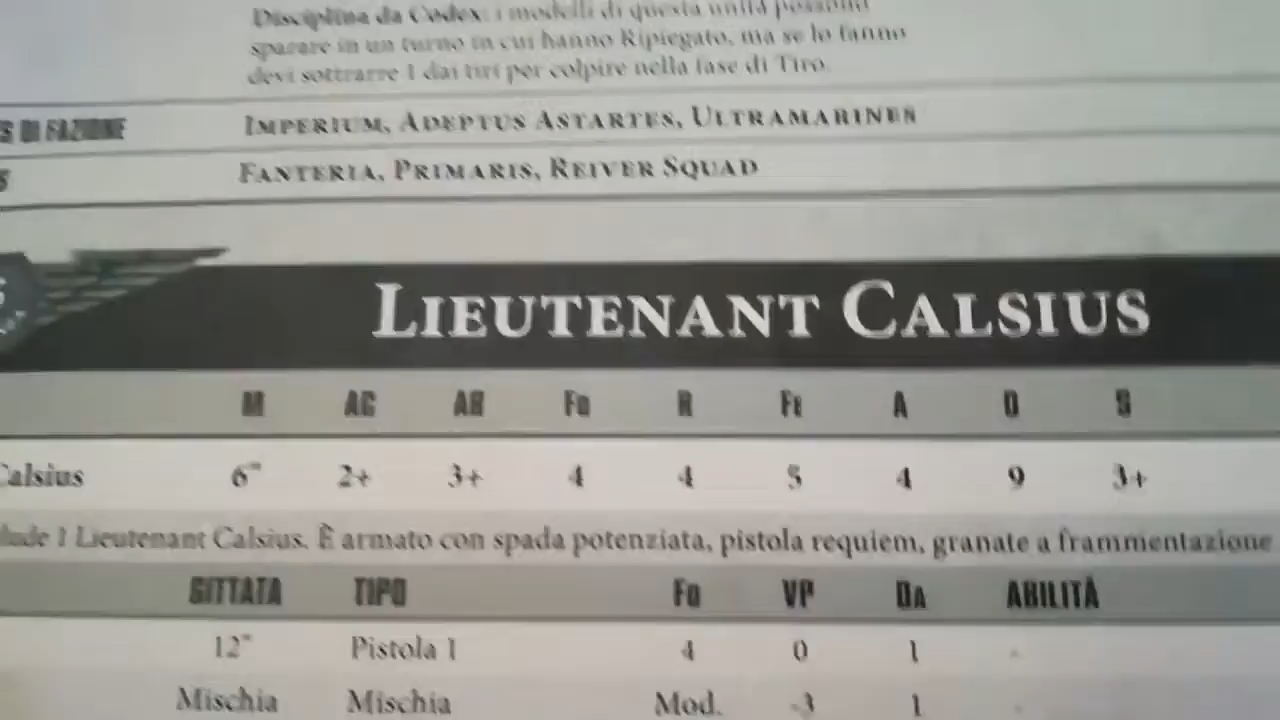 Disciplina da Codex: i modelli di questa unità possono
sparare in un turno in cui hanno Ripiegato, ma se lo fanno
devi sottrarre 1 dai tiri per colpire nella fase di Tiro.
DI FAZIONE IMPERIUM, ADEPTUS ASTARTES, ULTRAMARINES
FANTERIA, PRIMARIS, REIVER SQUAD
LIEUTENANT CALSIUS
M AC AB Fo R Fe A D S
Calsius 6" 2+ 3+ 4 4 5 4 9 3+
lude 1 Lieutenant Calsius. È armato con spada potenziata, pistola requiem, granate a frammentazione
GITTATA TIPO Fo VP Da ABILITÀ
12" Pistola 1 4 0 1 -
Mischia Mischia Mod. -3 1 -